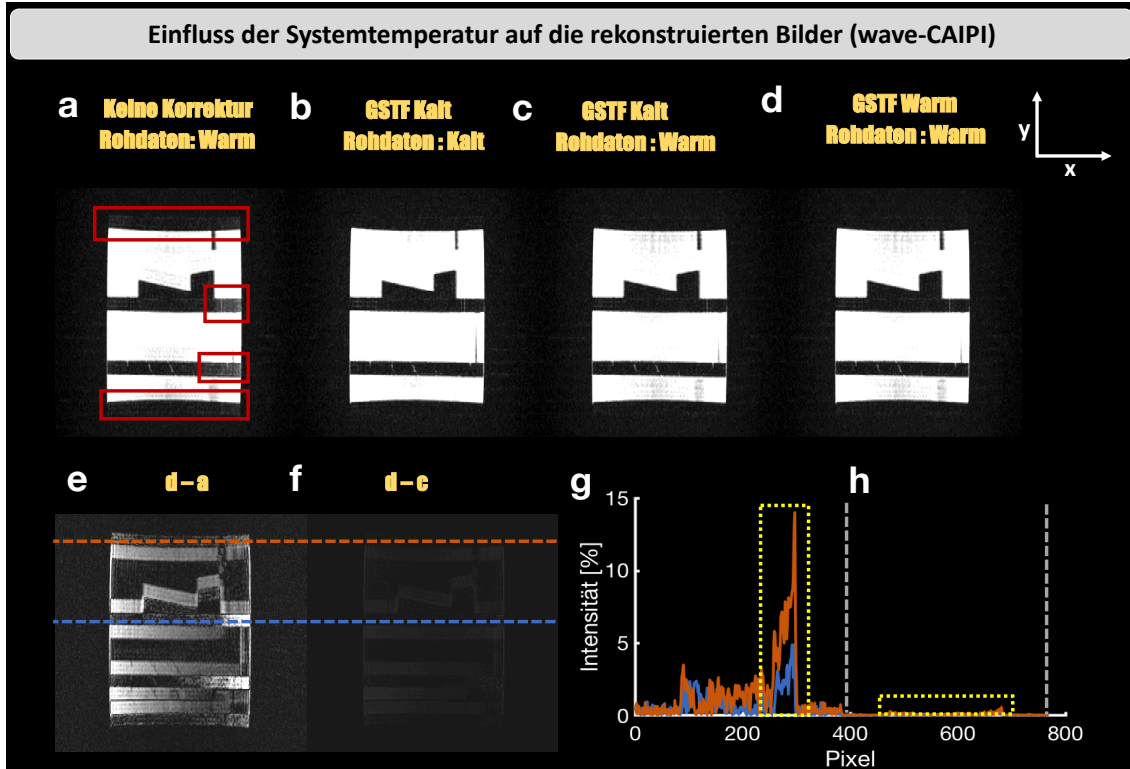 Einfluss der Systemtemperatur auf die rekonstruierten Bilder (wave-CAIPI)
a
Keine Korrektur
Rohdaten: Warm
b
GSTF Kalt
Rohdaten : Kalt
c
GSTF Kalt
Rohdaten : Warm
d
GSTF Warm
Rohdaten : Warm
y
x
e
d – a
f
d – c
g
h
Intensität [%]
15
10
5
0
0
200
400
600
800
Pixel